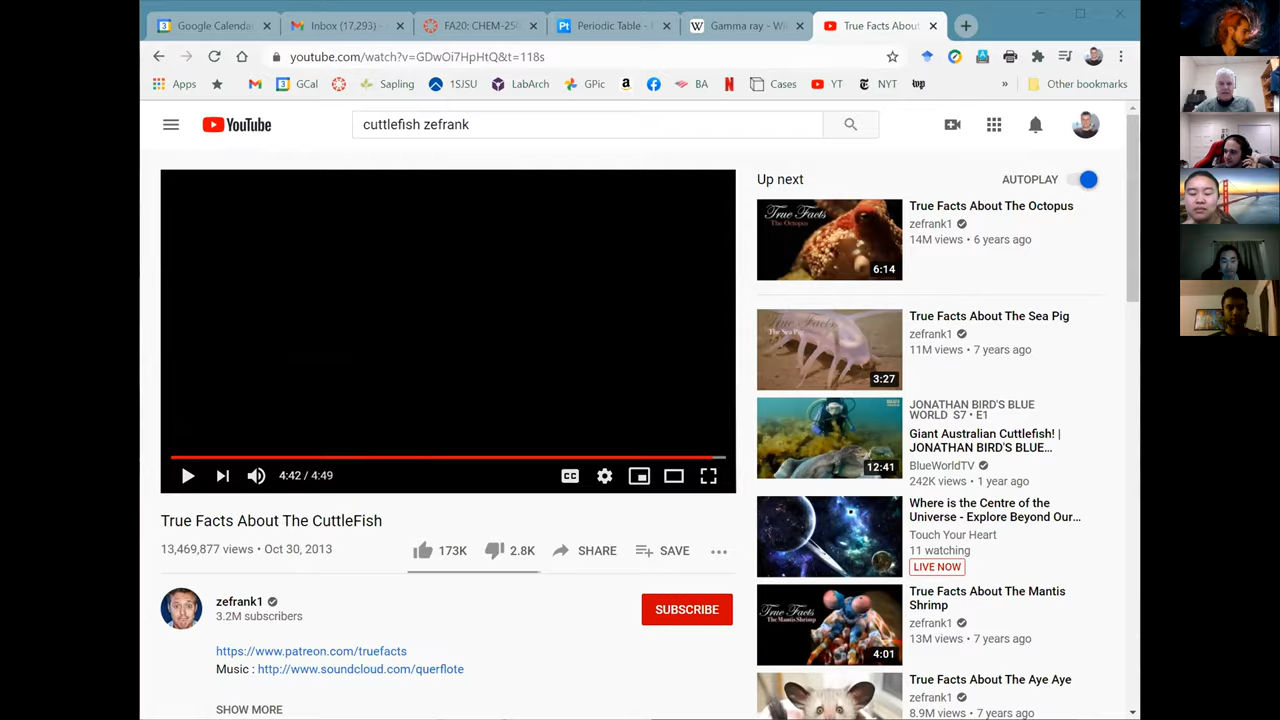 Google Calenda
Inbox (17,293) -
FA20: CHEM-25
Periodic Table -
Gamma ray - Wi
True Facts About
youtube.com/watch?v=GDwOi7HpHtQ&t=118s
Apps
GCal
Sapling
1SJSU
LabArch
GPic
BA
Cases
YT
NYT
wp
»
Other bookmarks
YouTube
cuttlefish zefrank
Up next
AUTOPLAY
True Facts
The Octopus
6:14
True Facts About The Octopus
zefrank1
14M views • 6 years ago
True Facts
The Sea Pig
3:27
True Facts About The Sea Pig
zefrank1
11M views • 7 years ago
12:41
JONATHAN BIRD'S BLUE
WORLD S7 • E1
Giant Australian Cuttlefish! |
JONATHAN BIRD'S BLUE…
BlueWorldTV
242K views • 1 year ago
Where is the Centre of the
Universe - Explore Beyond Our…
Touch Your Heart
11 watching
LIVE NOW
True Facts
The Mantis Shrimp
4:01
True Facts About The Mantis
Shrimp
zefrank1
13M views • 7 years ago
True Facts About The Aye Aye
zefrank1
8.9M views • 7 years ago
4:42 / 4:49
CC
True Facts About The CuttleFish
13,469,877 views • Oct 30, 2013
173K
2.8K
SHARE
SAVE
zefrank1
3.2M subscribers
SUBSCRIBE
https://www.patreon.com/truefacts
Music : http://www.soundcloud.com/querflote
SHOW MORE